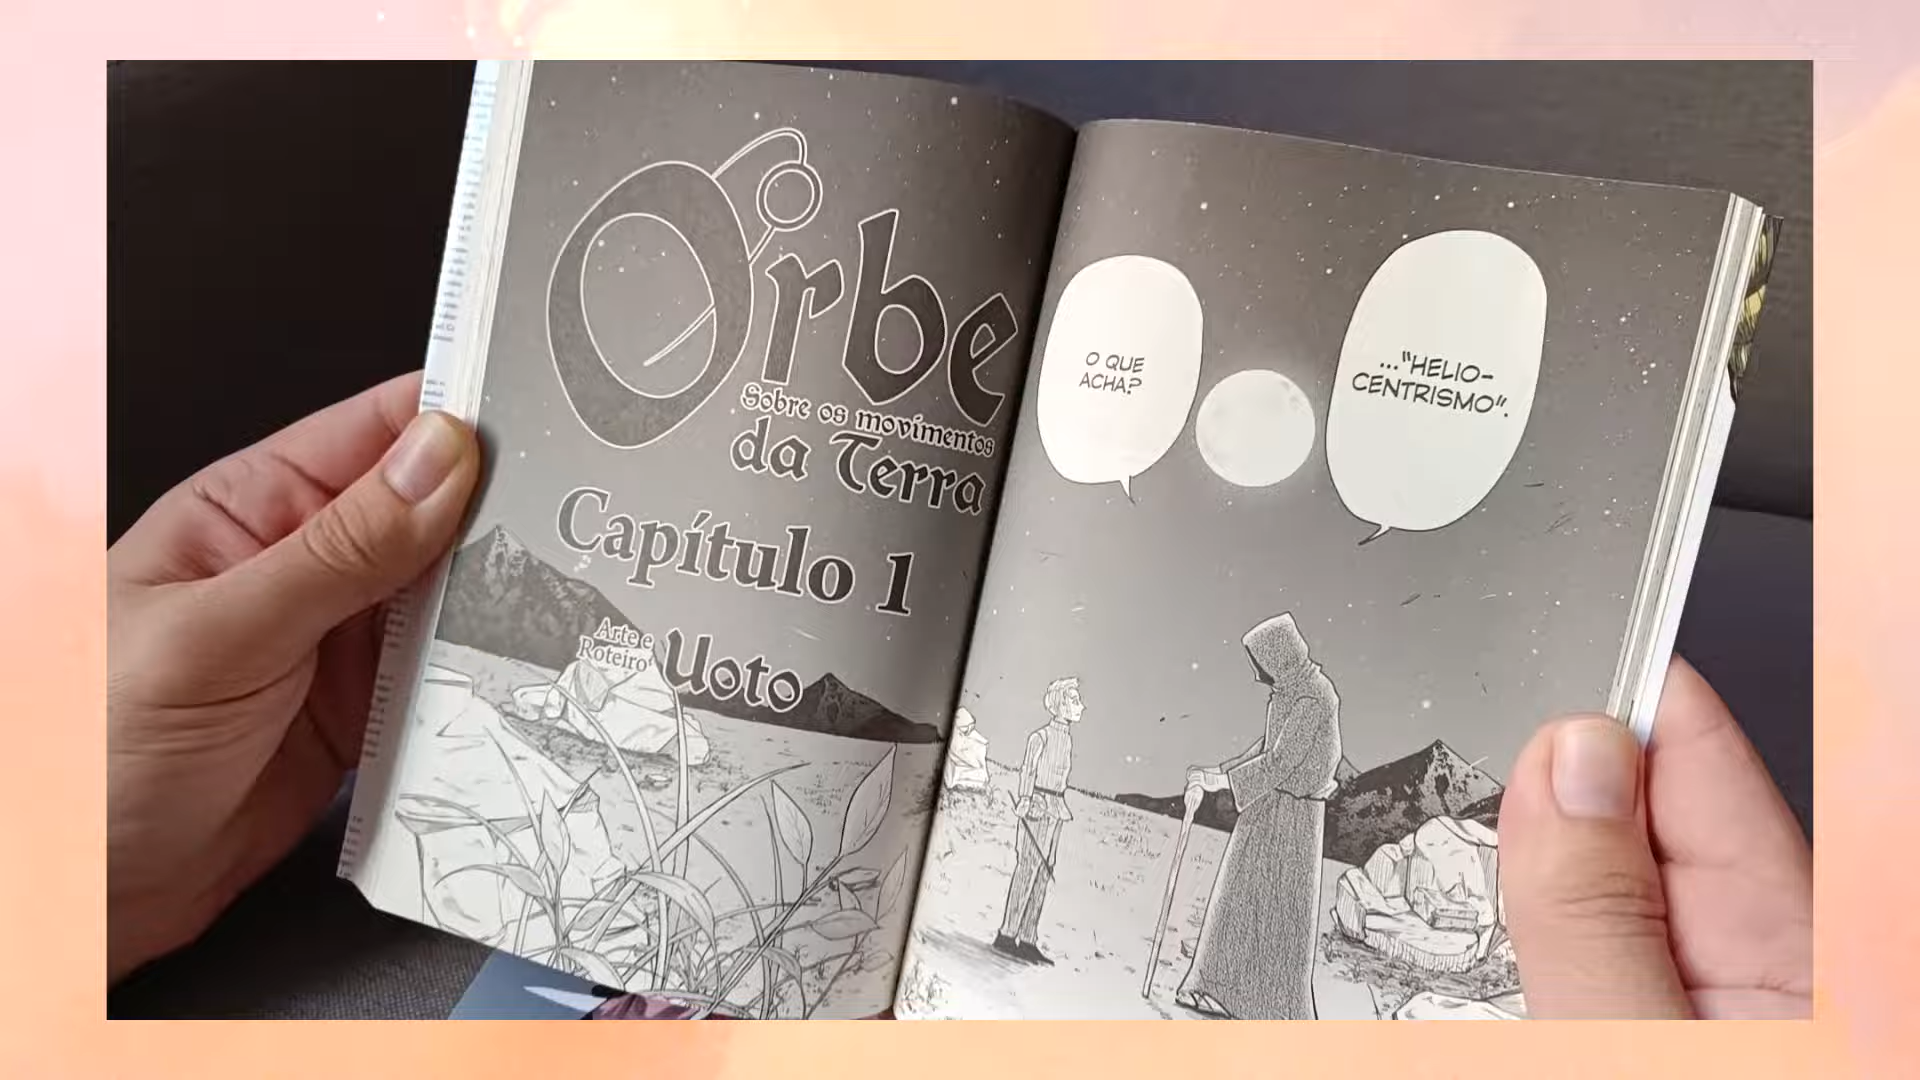 Orbe
Sobre os movimentos
da Terra
Capítulo 1
Arte e
Roteiro
Uoto
...“HELIO-
CENTRISMO”.
O QUE
ACHA?